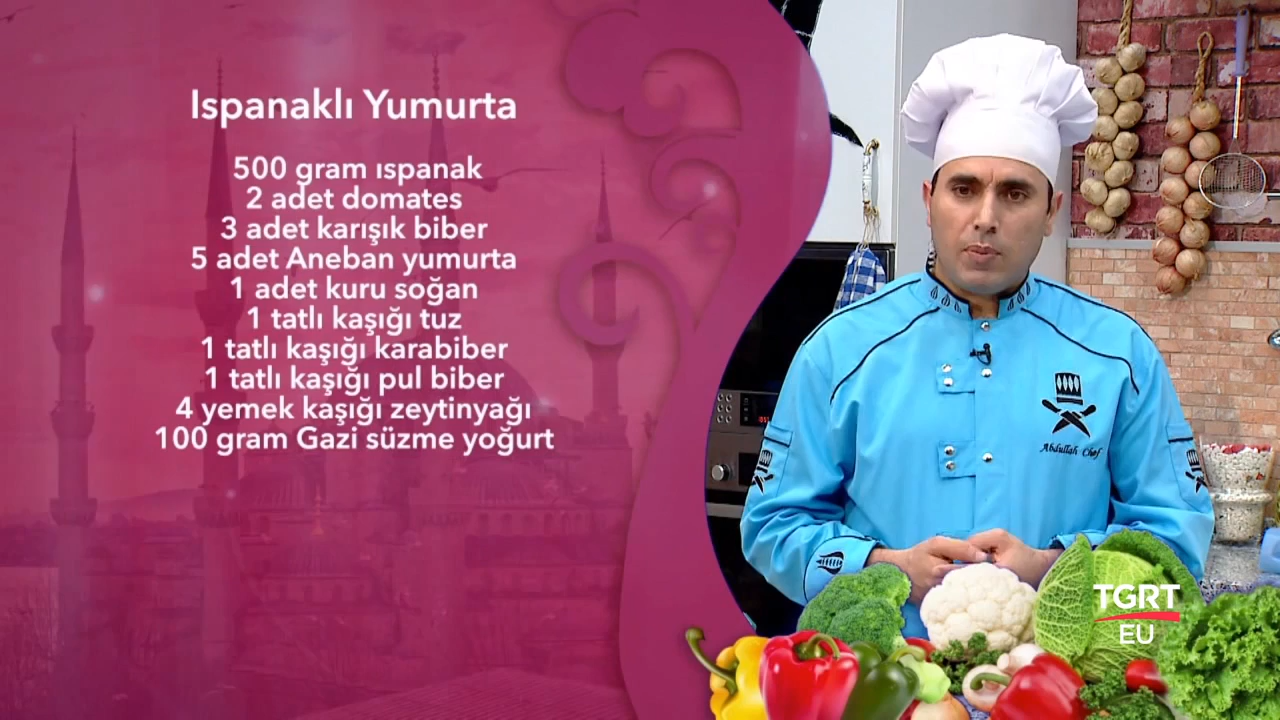 Ispanaklı Yumurta
500 gram ıspanak
2 adet domates
3 adet karışık biber
5 adet Aneban yumurta
1 adet kuru soğan
1 tatlı kaşığı tuz
1 tatlı kaşığı karabiber
1 tatlı kaşığı pul biber
4 yemek kaşığı zeytinyağı
100 gram Gazi süzme yoğurt
Abdullah Chef
TGRT
EU